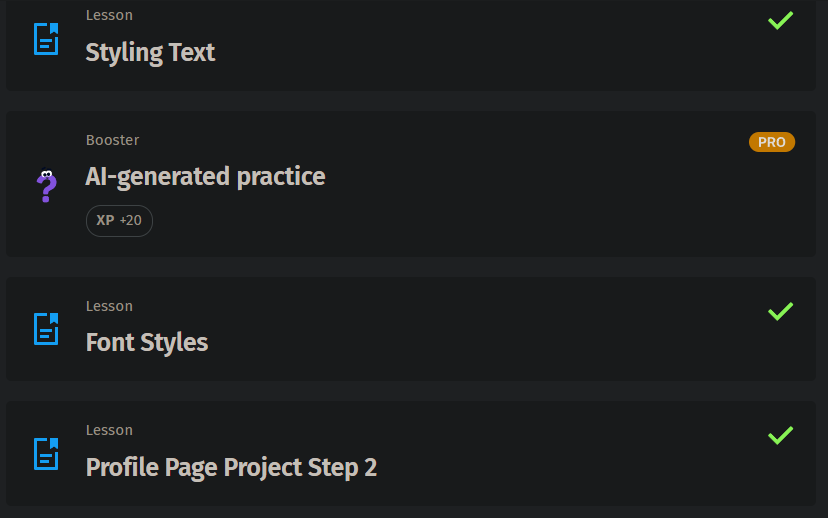 Lesson
Styling Text
Booster
PRO
AI-generated practice
XP +20
Lesson
Font Styles
Lesson
Profile Page Project Step 2